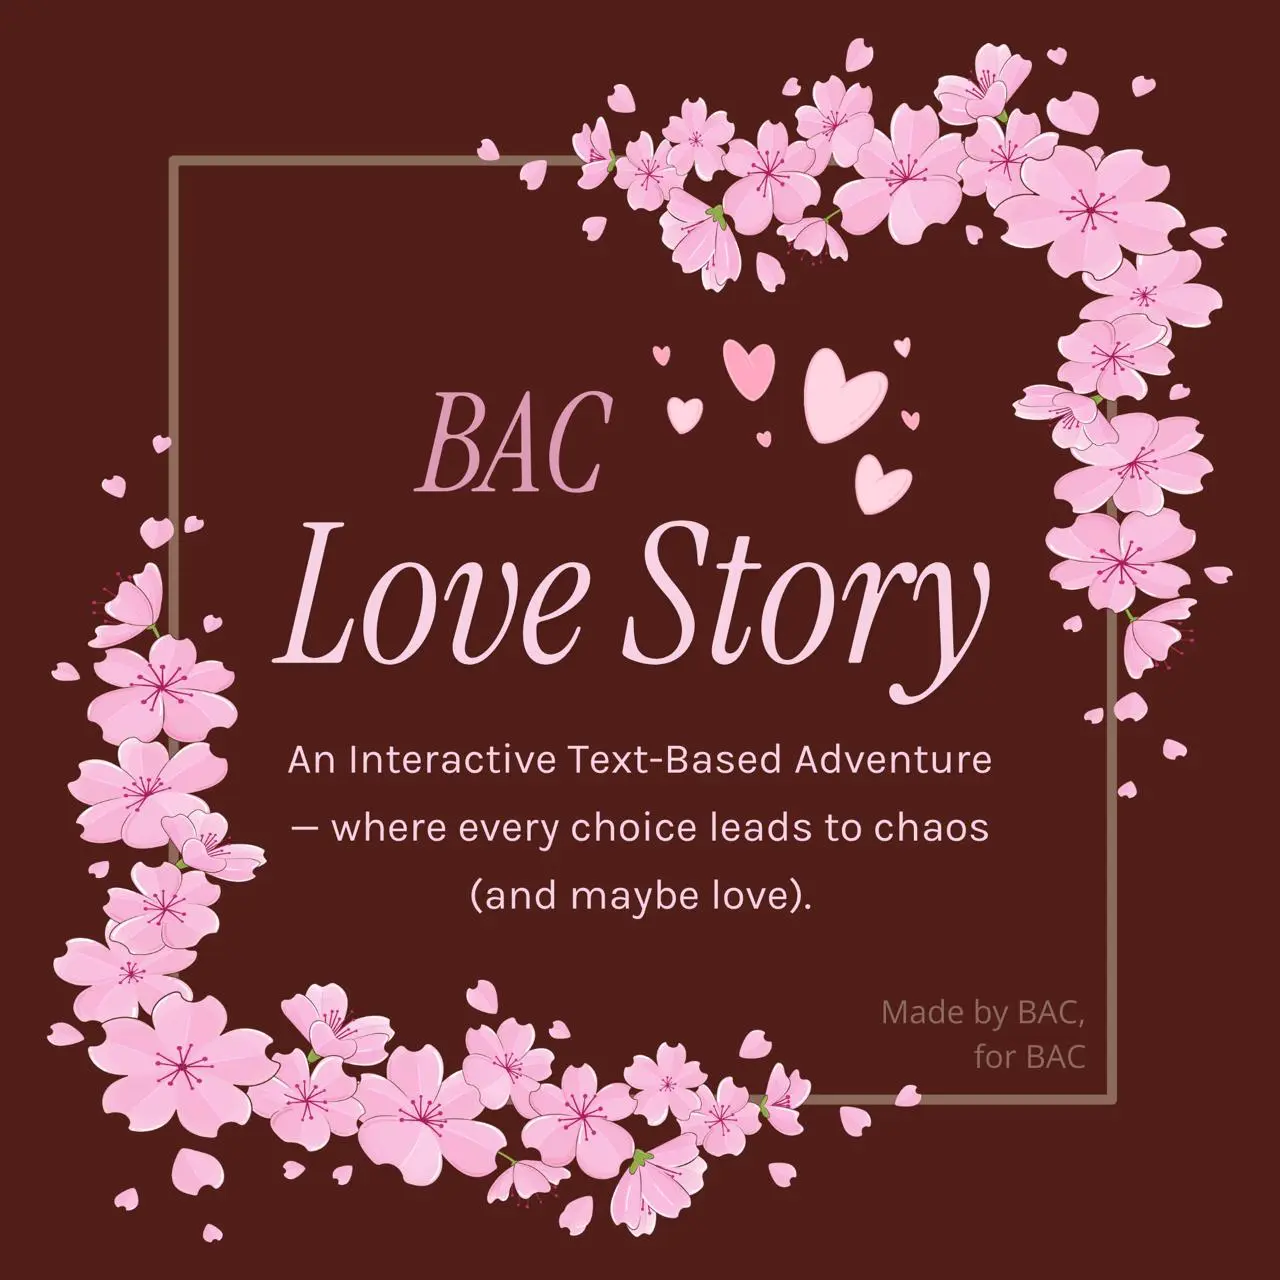 BAC
Love Story
An Interactive Text-Based Adventure
— where every choice leads to chaos
(and maybe love).
Made by BAC,
for BAC